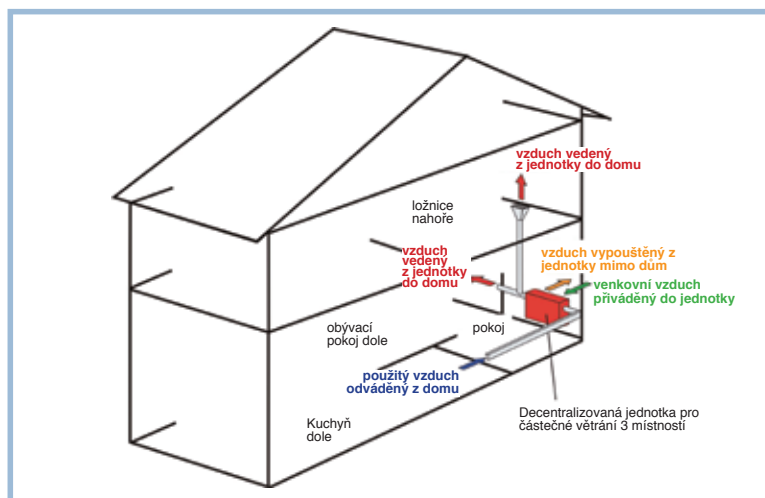 vzduch vedený
z jednotky do domu
ložnice
nahoře
vzduch
vedený
z jednotky
do domu
vzduch vypouštěný z
jednotky mimo dům
venkovní vzduch
přiváděný do jednotky
obývací
pokoj dole
pokoj
použitý vzduch
odváděný z domu
Kuchyň
dole
Decentralizovaná jednotka pro
částečné větrání 3 místností